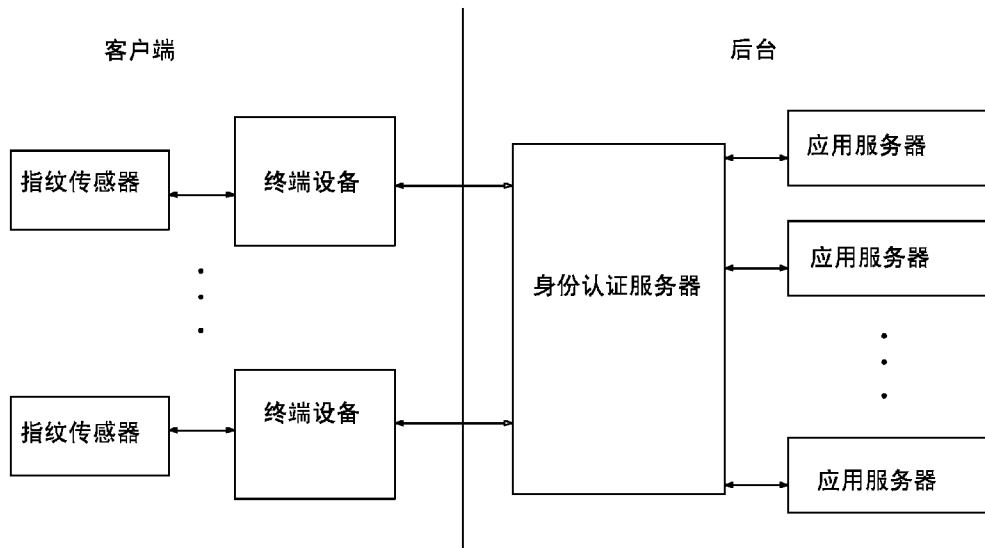 客户端
后台
应用服务器
指纹传感器
终端设备
应用服务器
身份认证服务器
指纹传感器
终端设备
应用服务器